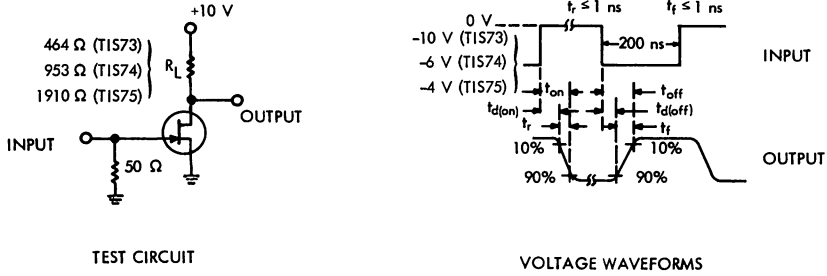 +10 V
464 Ω (TIS73)
953 Ω (TIS74)
1910 Ω (TIS75)
R_L
OUTPUT
INPUT
50 Ω
TEST CIRCUIT
t_r ≤ 1 ns
t_f ≤ 1 ns
0 V
−10 V (TIS73)
−6 V (TIS74)
−4 V (TIS75)
200 ns
INPUT
t_on
t_off
t_d(on)
t_d(off)
t_r
t_f
10%
10%
OUTPUT
90%
90%
VOLTAGE WAVEFORMS